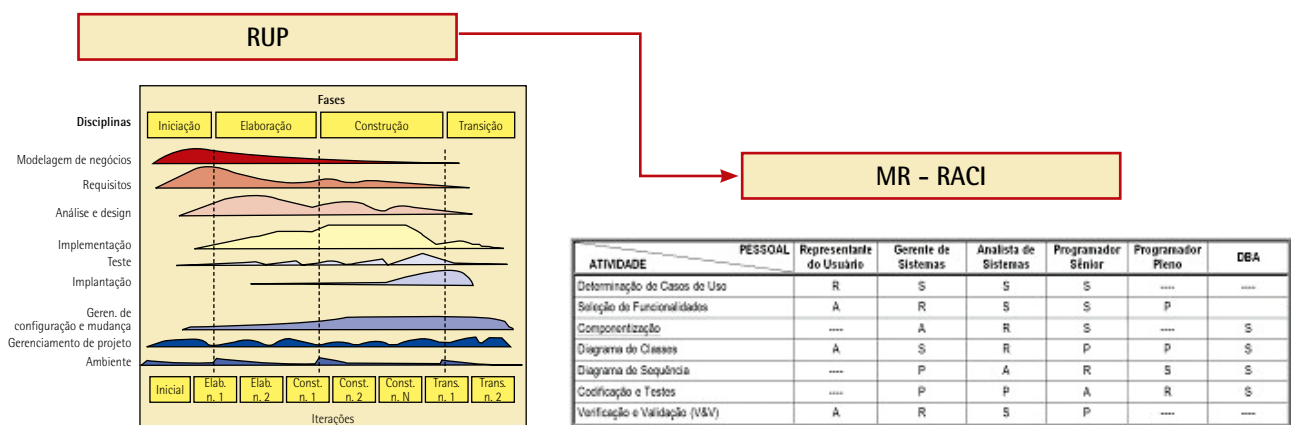 RUP
Fases
Disciplinas
Iniciação Elaboração Construção Transição
Modelagem de negócios
Requisitos
Análise e design
Implementação
Teste
Implantação
Geren. de
configuração e mudança
Gerenciamento de projeto
Ambiente
Inicial Elab. n. 1 Elab. n. 2 Const. n. 1 Const. n. 2 Const. n. N Trans. n. 1 Trans. n. 2
Iterações
MR - RACI
ATIVIDADE PESSOAL Representante do Usuário Gerente de Sistemas Analista de Sistemas Programador Sênior Programador Pleno DBA
Determinação de Casos de Uso R S S S ---- ----
Seleção de Funcionalidades A R S S P
Componentização ---- A R S ---- S
Diagrama de Classes A S R P P S
Diagrama de Sequência ---- P A R S S
Codificação e Testes ---- P P A R S
Verificação e Validação (V&V) A R S P ---- ----